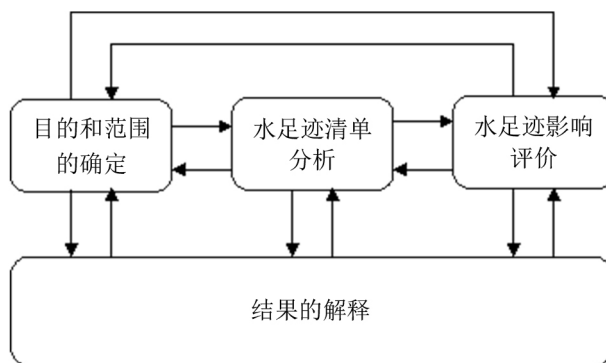 目的和范围
的确定
水足迹清单
分析
水足迹影响
评价
结果的解释